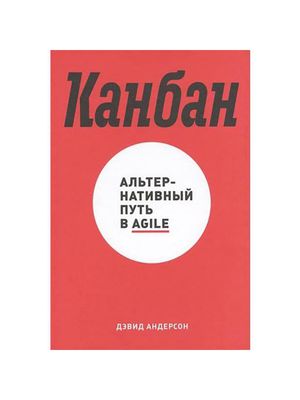 Канбан
АЛЬТЕР-
НАТИВНЫЙ
ПУТЬ
В AGILE
ДЭВИД АНДЕРСОН